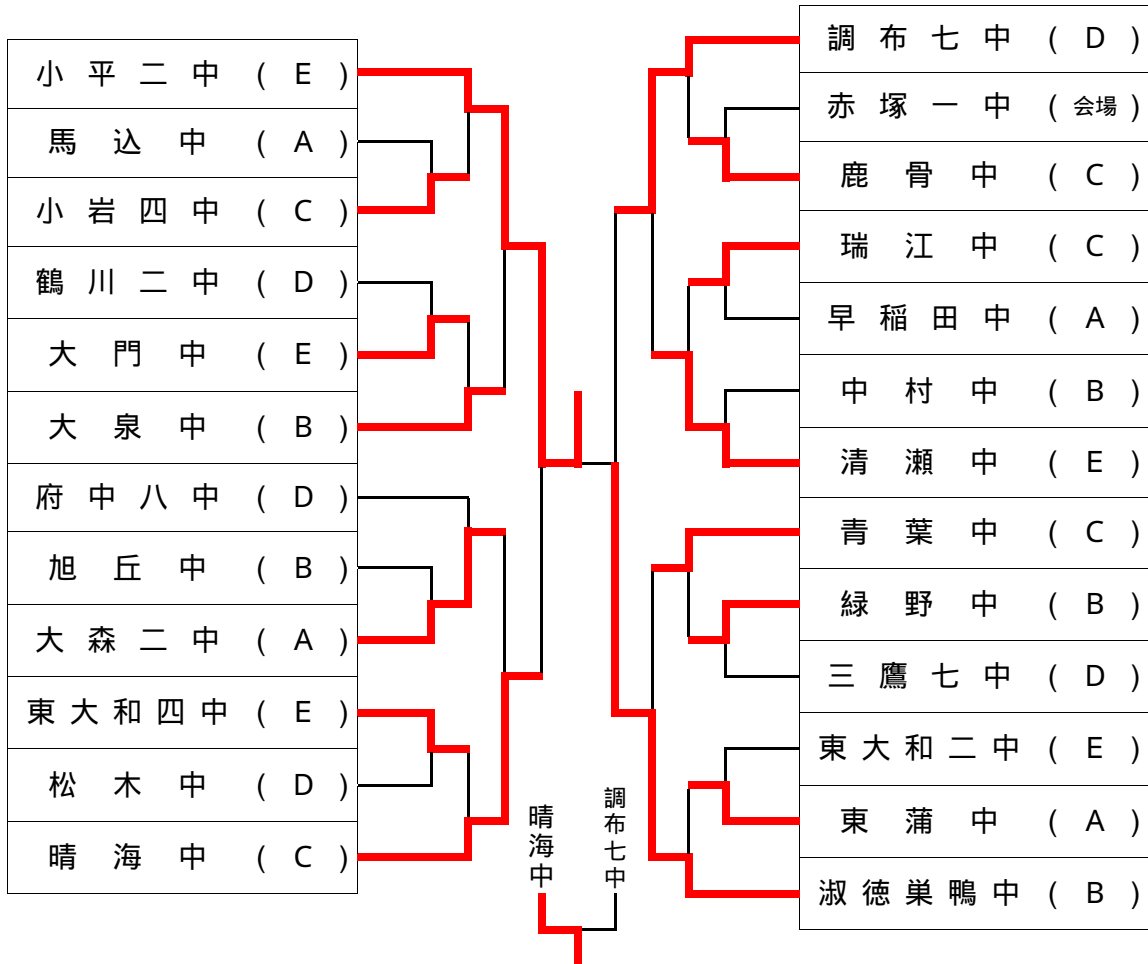 小平二中 ( E )
馬込中 ( A )
小岩四中 ( C )
鶴川二中 ( D )
大門中 ( E )
大泉中 ( B )
府中八中 ( D )
旭丘中 ( B )
大森二中 ( A )
東大和四中 ( E )
松木中 ( D )
晴海中 ( C )
晴海中
調布七中
調布七中 ( D )
赤塚一中 ( 会場 )
鹿骨中 ( C )
瑞江中 ( C )
早稲田中 ( A )
中村中 ( B )
清瀬中 ( E )
青葉中 ( C )
緑野中 ( B )
三鷹七中 ( D )
東大和二中 ( E )
東蒲中 ( A )
淑徳巣鴨中 ( B )